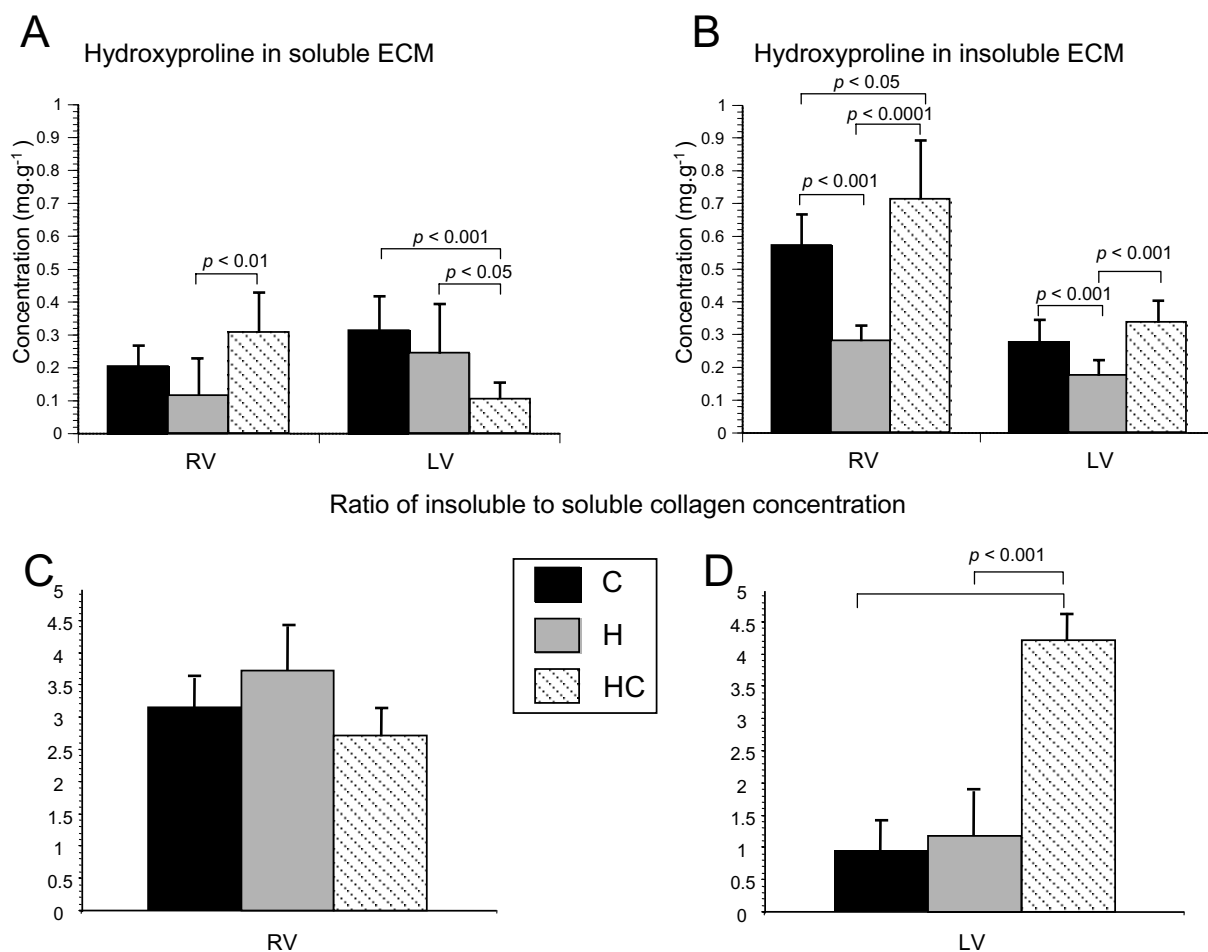 A
Hydroxyproline in soluble ECM
Concentration (mg.g-1)
1
0.9
0.8
0.7
0.6
0.5
0.4
0.3
0.2
0.1
0
p < 0.01
p < 0.001
p < 0.05
RV
LV
B
Hydroxyproline in insoluble ECM
Concentration (mg.g-1)
1
0.9
0.8
0.7
0.6
0.5
0.4
0.3
0.2
0.1
0
p < 0.05
p < 0.0001
p < 0.001
p < 0.001
p < 0.001
RV
LV
Ratio of insoluble to soluble collagen concentration
C
5
4.5
4
3.5
3
2.5
2
1.5
1
0.5
0
RV
C
H
HC
D
p < 0.001
5
4.5
4
3.5
3
2.5
2
1.5
1
0.5
0
LV